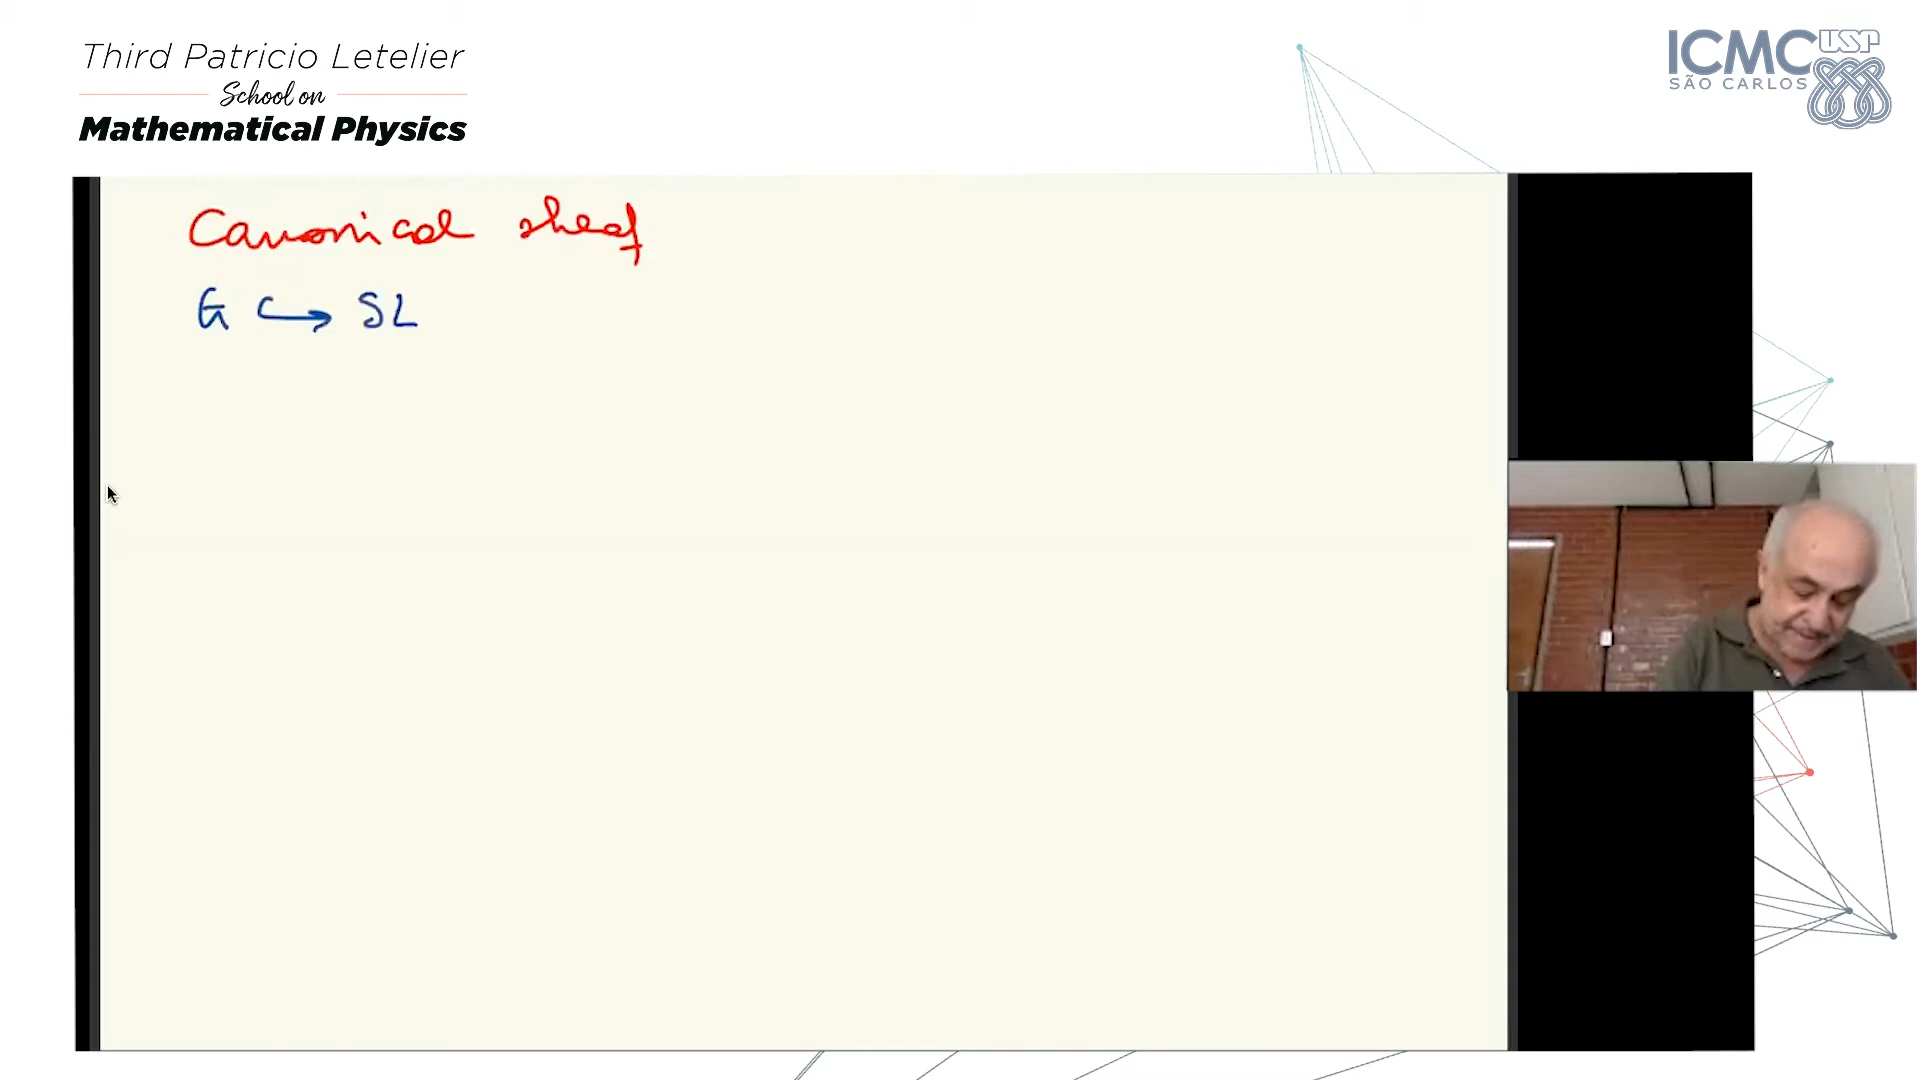 Third Patricio Letelier
School on
Mathematical Physics
ICMC USP
SÃO CARLOS
Canonical sheaf
G ↪ SL